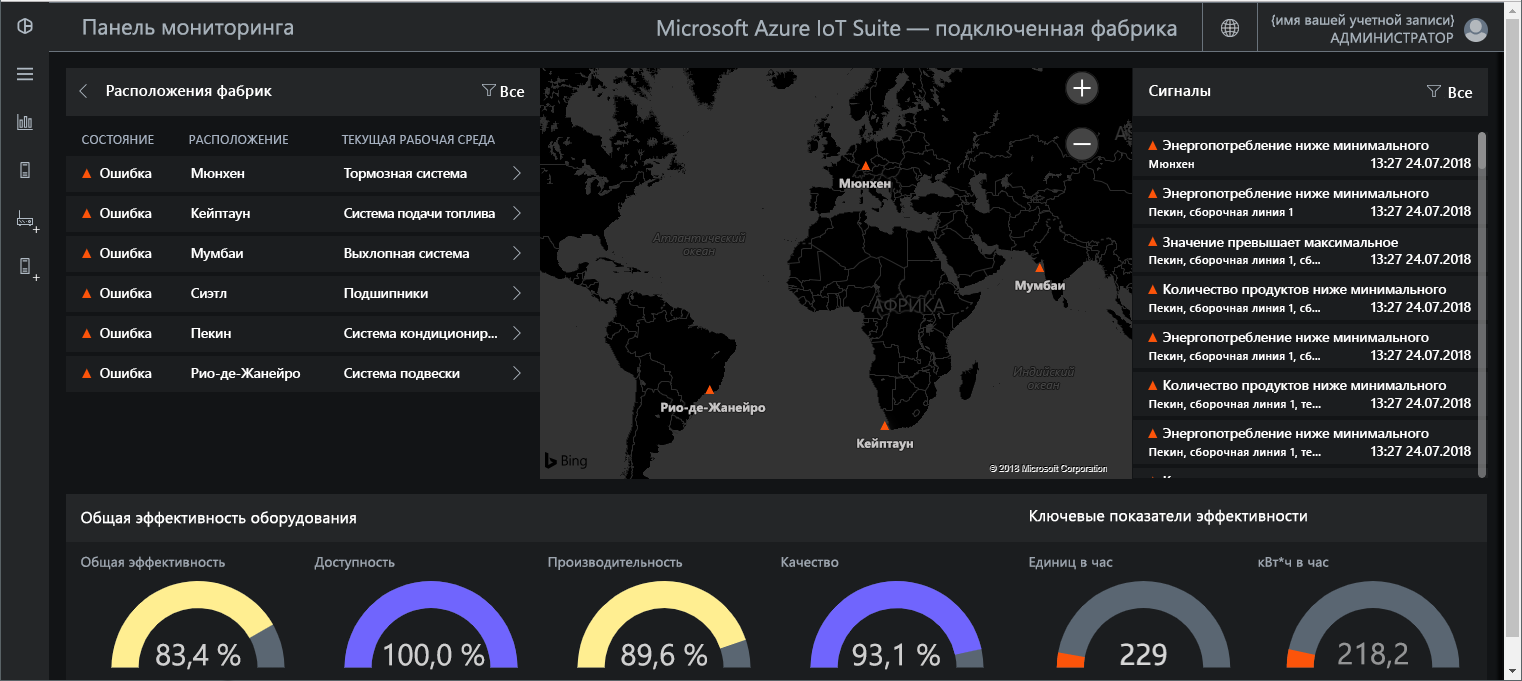 Панель мониторинга
Microsoft Azure IoT Suite — подключенная фабрика
{имя вашей учетной записи}
АДМИНИСТРАТОР
Расположения фабрик
Все
СОСТОЯНИЕ РАСПОЛОЖЕНИЕ ТЕКУЩАЯ РАБОЧАЯ СРЕДА
Ошибка Мюнхен Тормозная система
Ошибка Кейптаун Система подачи топлива
Ошибка Мумбаи Выхлопная система
Ошибка Сиэтл Подшипники
Ошибка Пекин Система кондиционир...
Ошибка Рио-де-Жанейро Система подвески
Мюнхен
Атлантический
океан
Мумбаи
АФРИКА
Индийский
океан
Рио-де-Жанейро
Кейптаун
Bing
© 2018 Microsoft Corporation
Сигналы
Все
Энергопотребление ниже минимального
Мюнхен 13:27 24.07.2018
Энергопотребление ниже минимального
Пекин, сборочная линия 1 13:27 24.07.2018
Значение превышает максимальное
Пекин, сборочная линия 1, сб... 13:27 24.07.2018
Количество продуктов ниже минимального
Пекин, сборочная линия 1, сб... 13:27 24.07.2018
Энергопотребление ниже минимального
Пекин, сборочная линия 1, сб... 13:27 24.07.2018
Количество продуктов ниже минимального
Пекин, сборочная линия 1, те... 13:27 24.07.2018
Энергопотребление ниже минимального
Пекин, сборочная линия 1, те... 13:27 24.07.2018
Общая эффективность оборудования
Ключевые показатели эффективности
Общая эффективность Доступность Производительность Качество Единиц в час кВт*ч в час
83,4 % 100,0 % 89,6 % 93,1 % 229 218,2